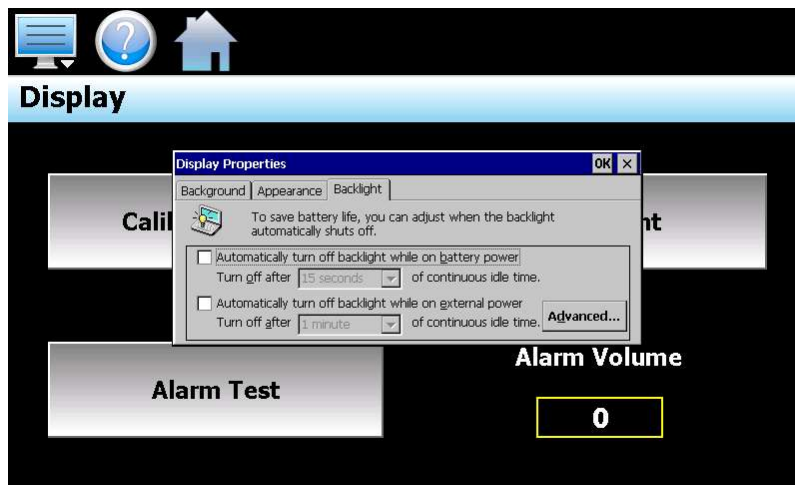 ?
Display
Display Properties OK ×
Background Appearance Backlight
To save battery life, you can adjust when the backlight
automatically shuts off.
Automatically turn off backlight while on battery power
Turn off after 15 seconds of continuous idle time.
Automatically turn off backlight while on external power
Turn off after 1 minute of continuous idle time.
Advanced...
Calil
nt
Alarm Test
Alarm Volume
0